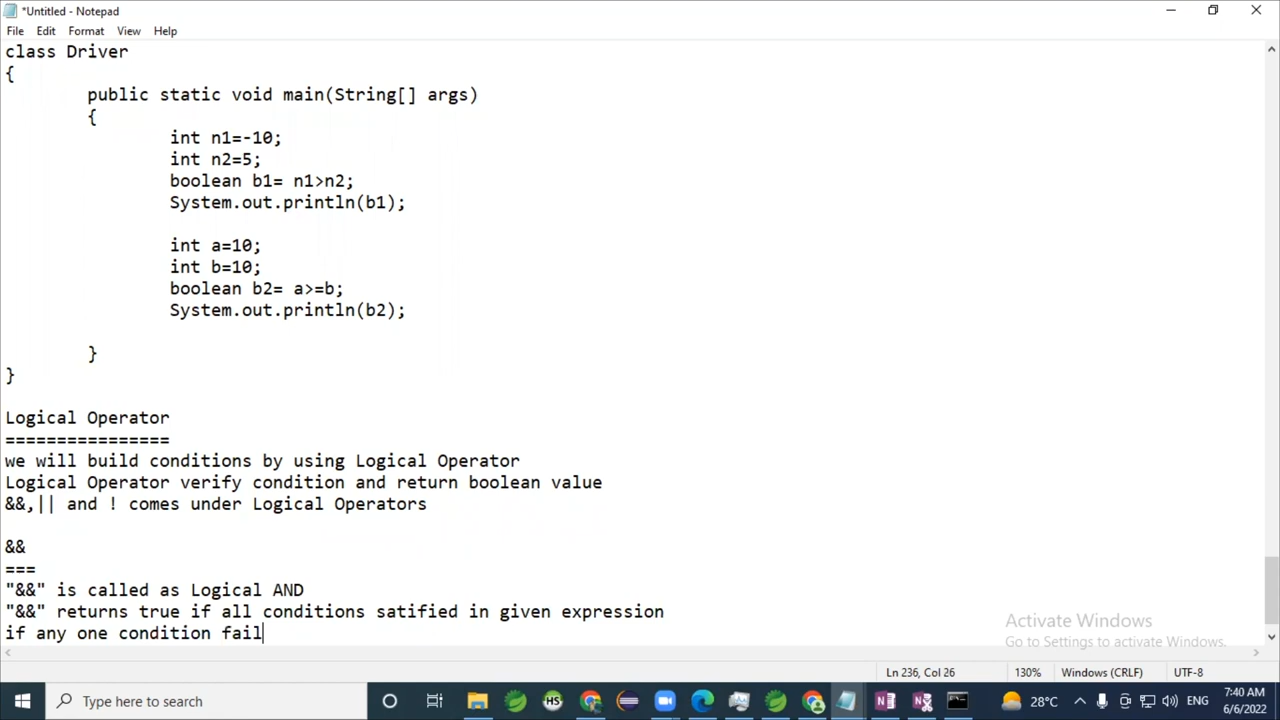 *Untitled - Notepad
File Edit Format View Help
class Driver
{
public static void main(String[] args)
{
int n1=-10;
int n2=5;
boolean b1= n1>n2;
System.out.println(b1);
int a=10;
int b=10;
boolean b2= a>=b;
System.out.println(b2);
}
}
Logical Operator
================
we will build conditions by using Logical Operator
Logical Operator verify condition and return boolean value
&&,|| and ! comes under Logical Operators
&&
===
"&&" is called as Logical AND
"&&" returns true if all conditions satified in given expression
if any one condition fail
Activate Windows
Go to Settings to activate Windows.
Ln 236, Col 26 130% Windows (CRLF) UTF-8
Type here to search
HS
28°C
ENG
7:40 AM
6/6/2022